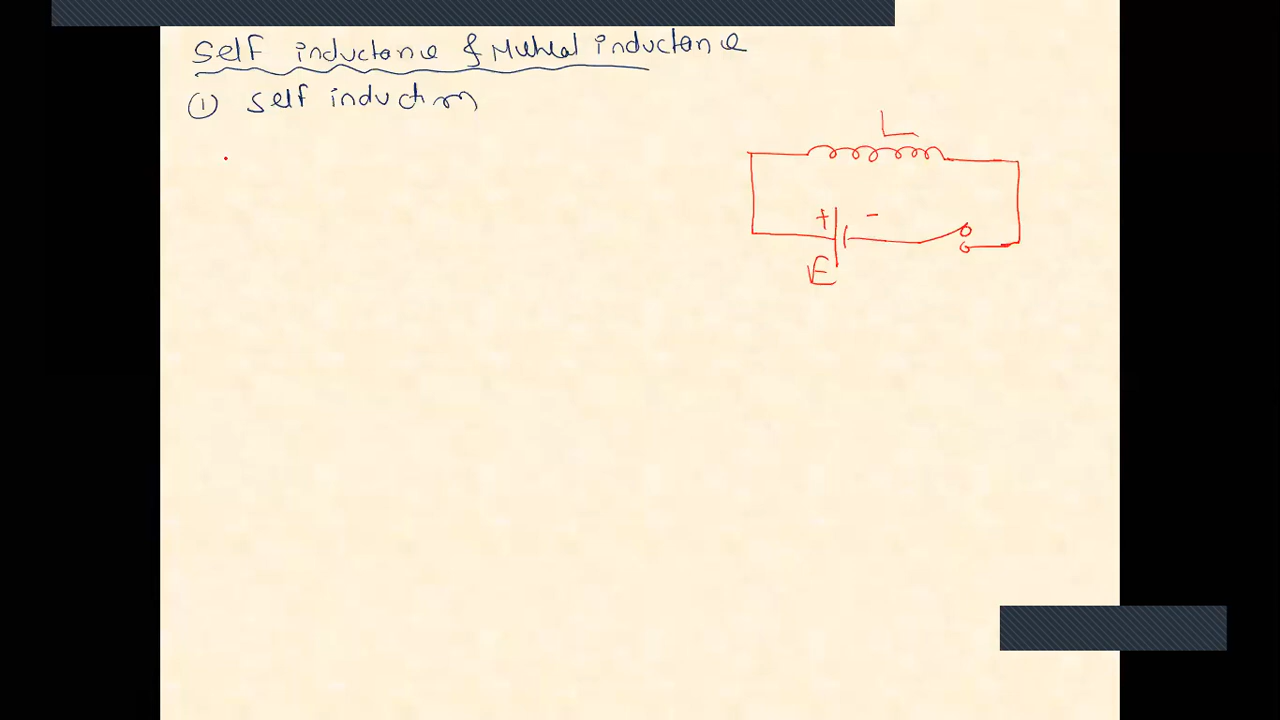 Self inductance & Mutual inductance
① Self induction
L
+ -
E